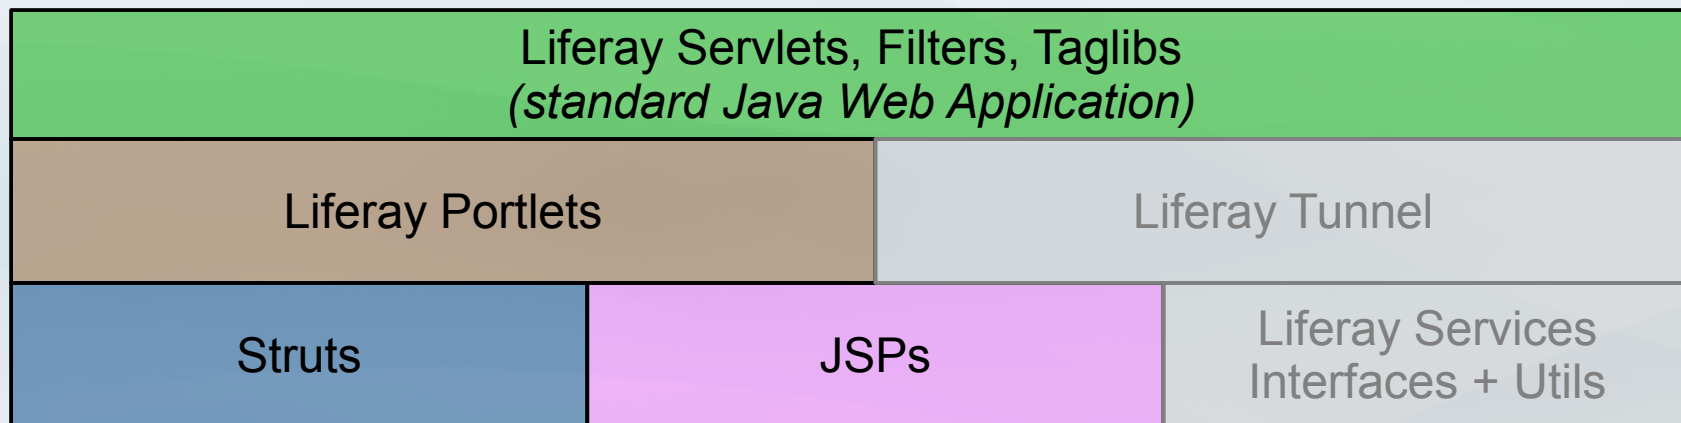 Liferay Servlets, Filters, Taglibs
(standard Java Web Application)
Liferay Portlets
Liferay Tunnel
Struts
JSPs
Liferay Services
Interfaces + Utils